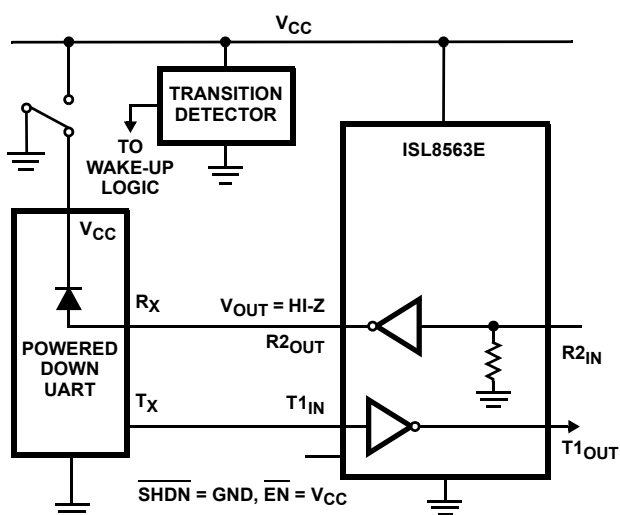 VCC
TRANSITION
DETECTOR
TO
WAKE-UP
LOGIC
ISL8563E
VCC
RX
VOUT = HI-Z
R2OUT
R2IN
POWERED
DOWN
UART
TX
T1IN
T1OUT
SHDN = GND, EN = VCC